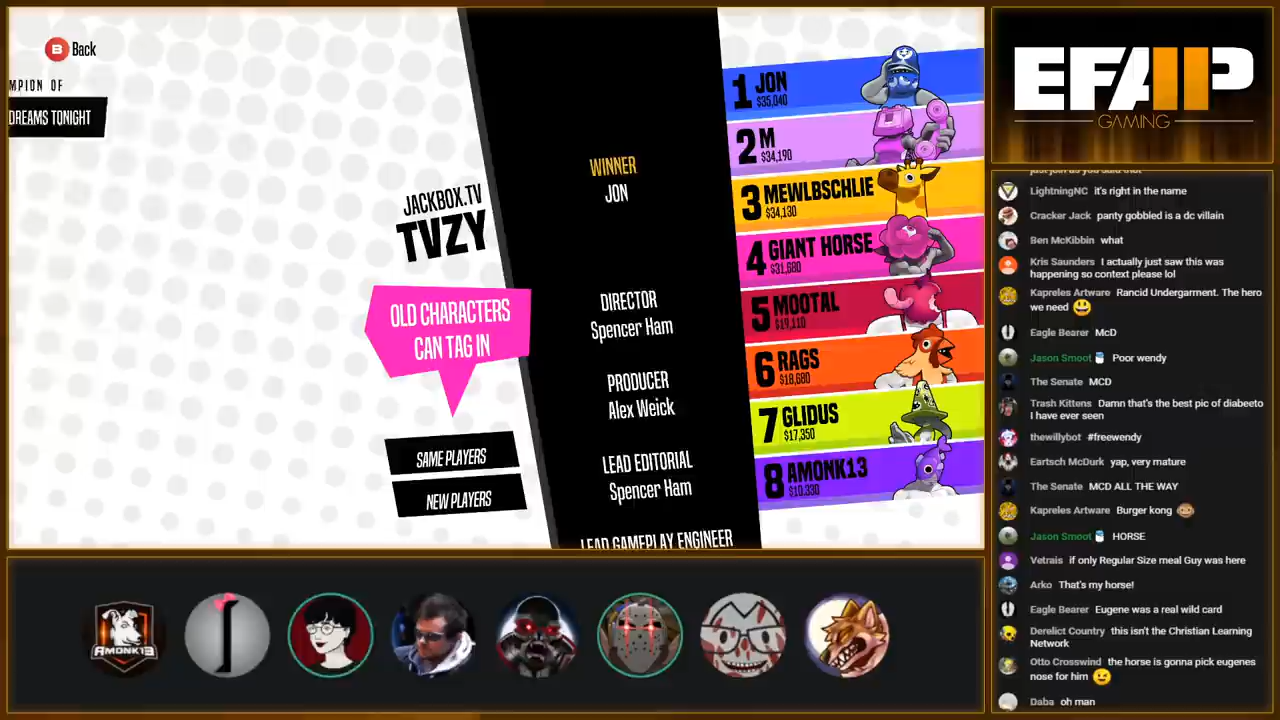 B Back
MPION OF
DREAMS TONIGHT
JACKBOX.TV
TVZY
OLD CHARACTERS
CAN TAG IN
SAME PLAYERS
NEW PLAYERS
WINNER
JON
DIRECTOR
Spencer Ham
PRODUCER
Alex Weick
LEAD EDITORIAL
Spencer Ham
LEAD GAMEPLAY ENGINEER
1 JON
$35,040
2 M
$34,190
3 MEWLBSCHLIE
$34,130
4 GIANT HORSE
$31,680
5 MOOTAL
$19,110
6 RAGS
$18,680
7 GLIDUS
$17,350
8 AMONK13
$10,330
EFAP
GAMING
just join as you said that
LightningNC it's right in the name
Cracker Jack panty gobbled is a dc villain
Ben McKibbin what
Kris Saunders I actually just saw this was
happening so context please lol
Kapreles Artware Rancid Undergarment. The hero
we need
Eagle Bearer McD
Jason Smoot Poor wendy
The Senate MCD
Trash Kittens Damn that's the best pic of diabeeto
I have ever seen
thewillybot #freewendy
Eartsch McDurk yap, very mature
The Senate MCD ALL THE WAY
Kapreles Artware Burger kong
Jason Smoot HORSE
Vetrais if only Regular Size meal Guy was here
Arko That's my horse!
Eagle Bearer Eugene was a real wild card
Derelict Country this isn't the Christian Learning
Network
Otto Crosswind the horse is gonna pick eugenes
nose for him
Daba oh man
AMONK13